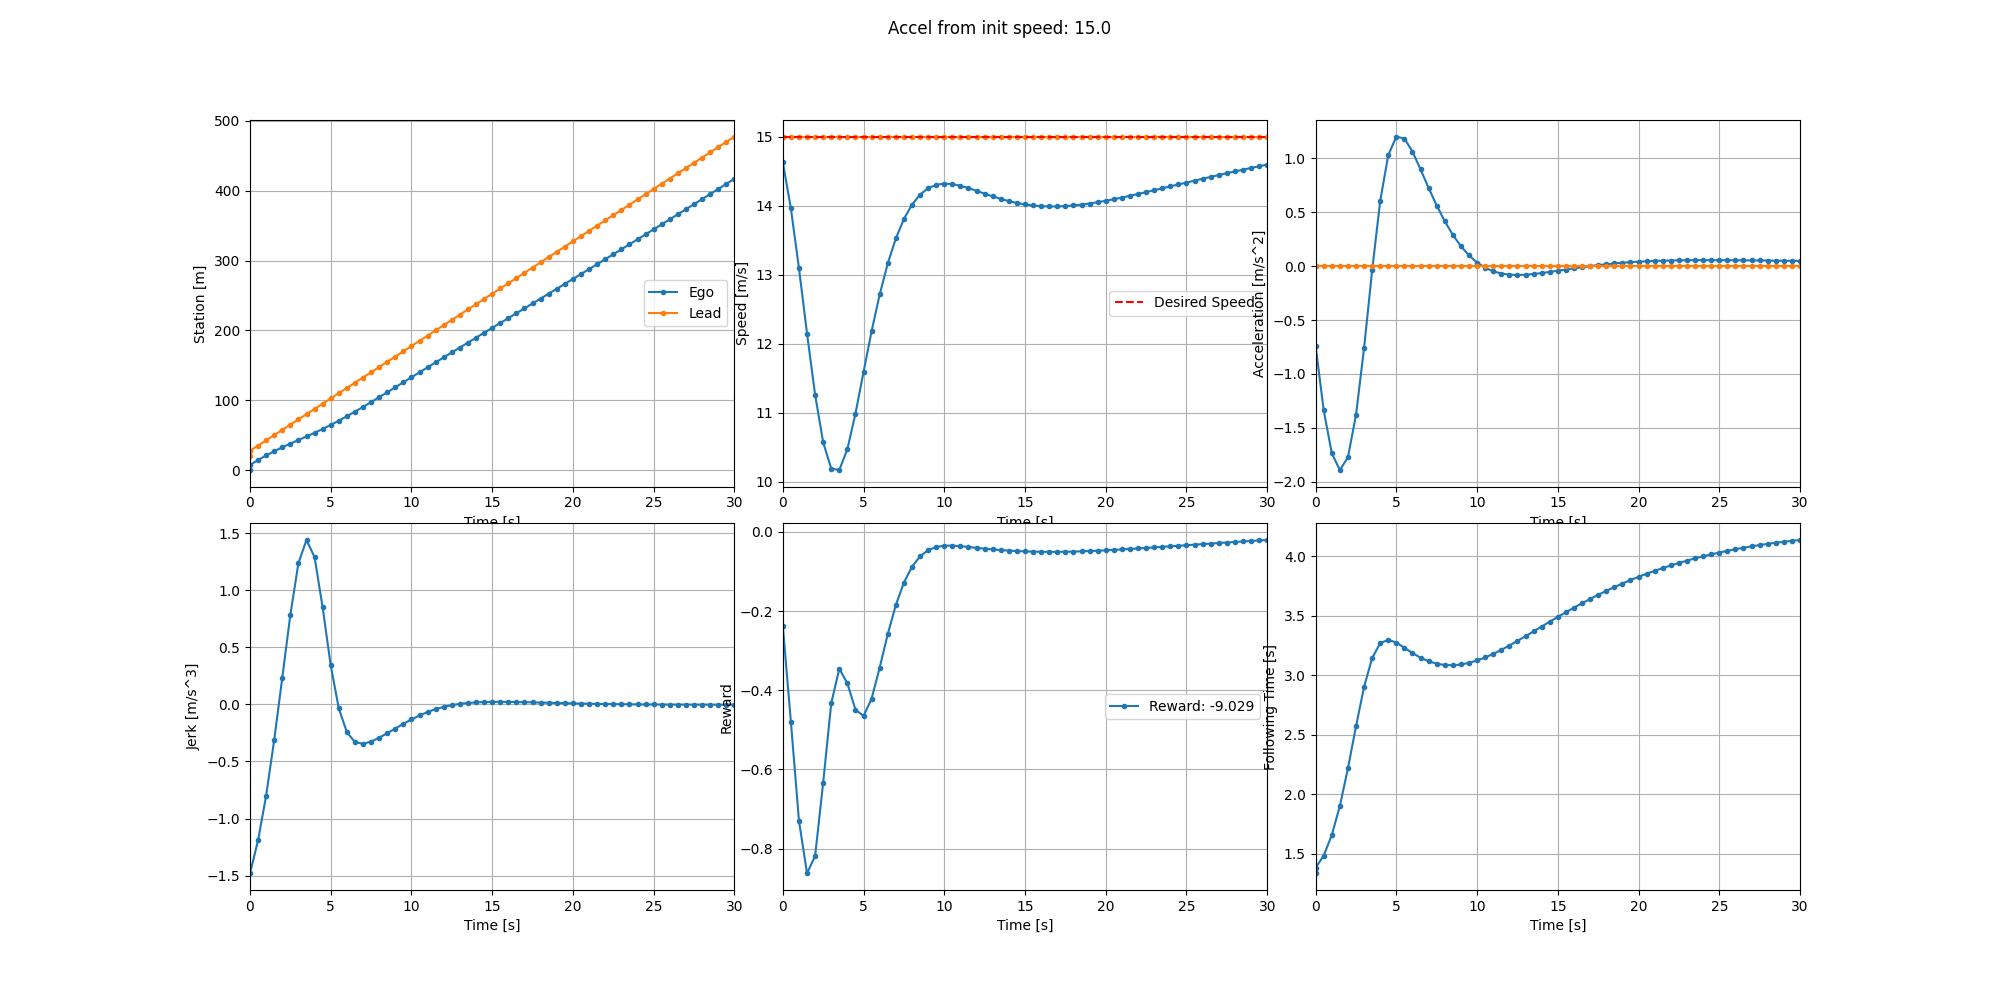 Accel from init speed: 15.0
Station [m]
500
400
300
200
100
0
Ego
Lead
0 5 10 15 20 25 30
Time [s]
Speed [m/s]
15
14
13
12
11
10
Desired Speed
0 5 10 15 20 25 30
Time [s]
Acceleration [m/s^2]
1.0
0.5
0.0
−0.5
−1.0
−1.5
−2.0
0 5 10 15 20 25 30
Time [s]
Jerk [m/s^3]
1.5
1.0
0.5
0.0
−0.5
−1.0
−1.5
0 5 10 15 20 25 30
Time [s]
Reward
0.0
−0.2
−0.4
−0.6
−0.8
Reward: -9.029
0 5 10 15 20 25 30
Time [s]
Following Time [s]
4.0
3.5
3.0
2.5
2.0
1.5
0 5 10 15 20 25 30
Time [s]